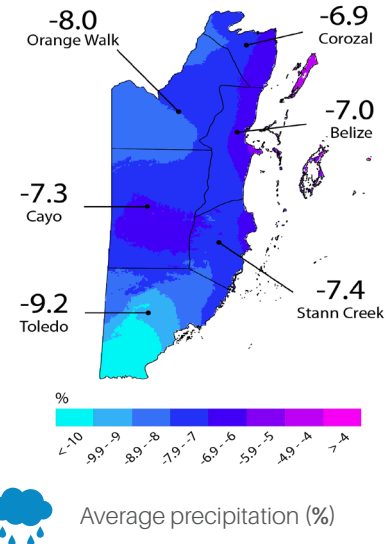 -8.0
Orange Walk
-6.9
Corozal
-7.0
Belize
-7.3
Cayo
-7.4
Stann Creek
-9.2
Toledo
%
< -10
-9.9 - -9
-8.9 - -8
-7.9 - -7
-6.9 - -6
-5.9 - -5
-4.9 - -4
> -4
Average precipitation (%)